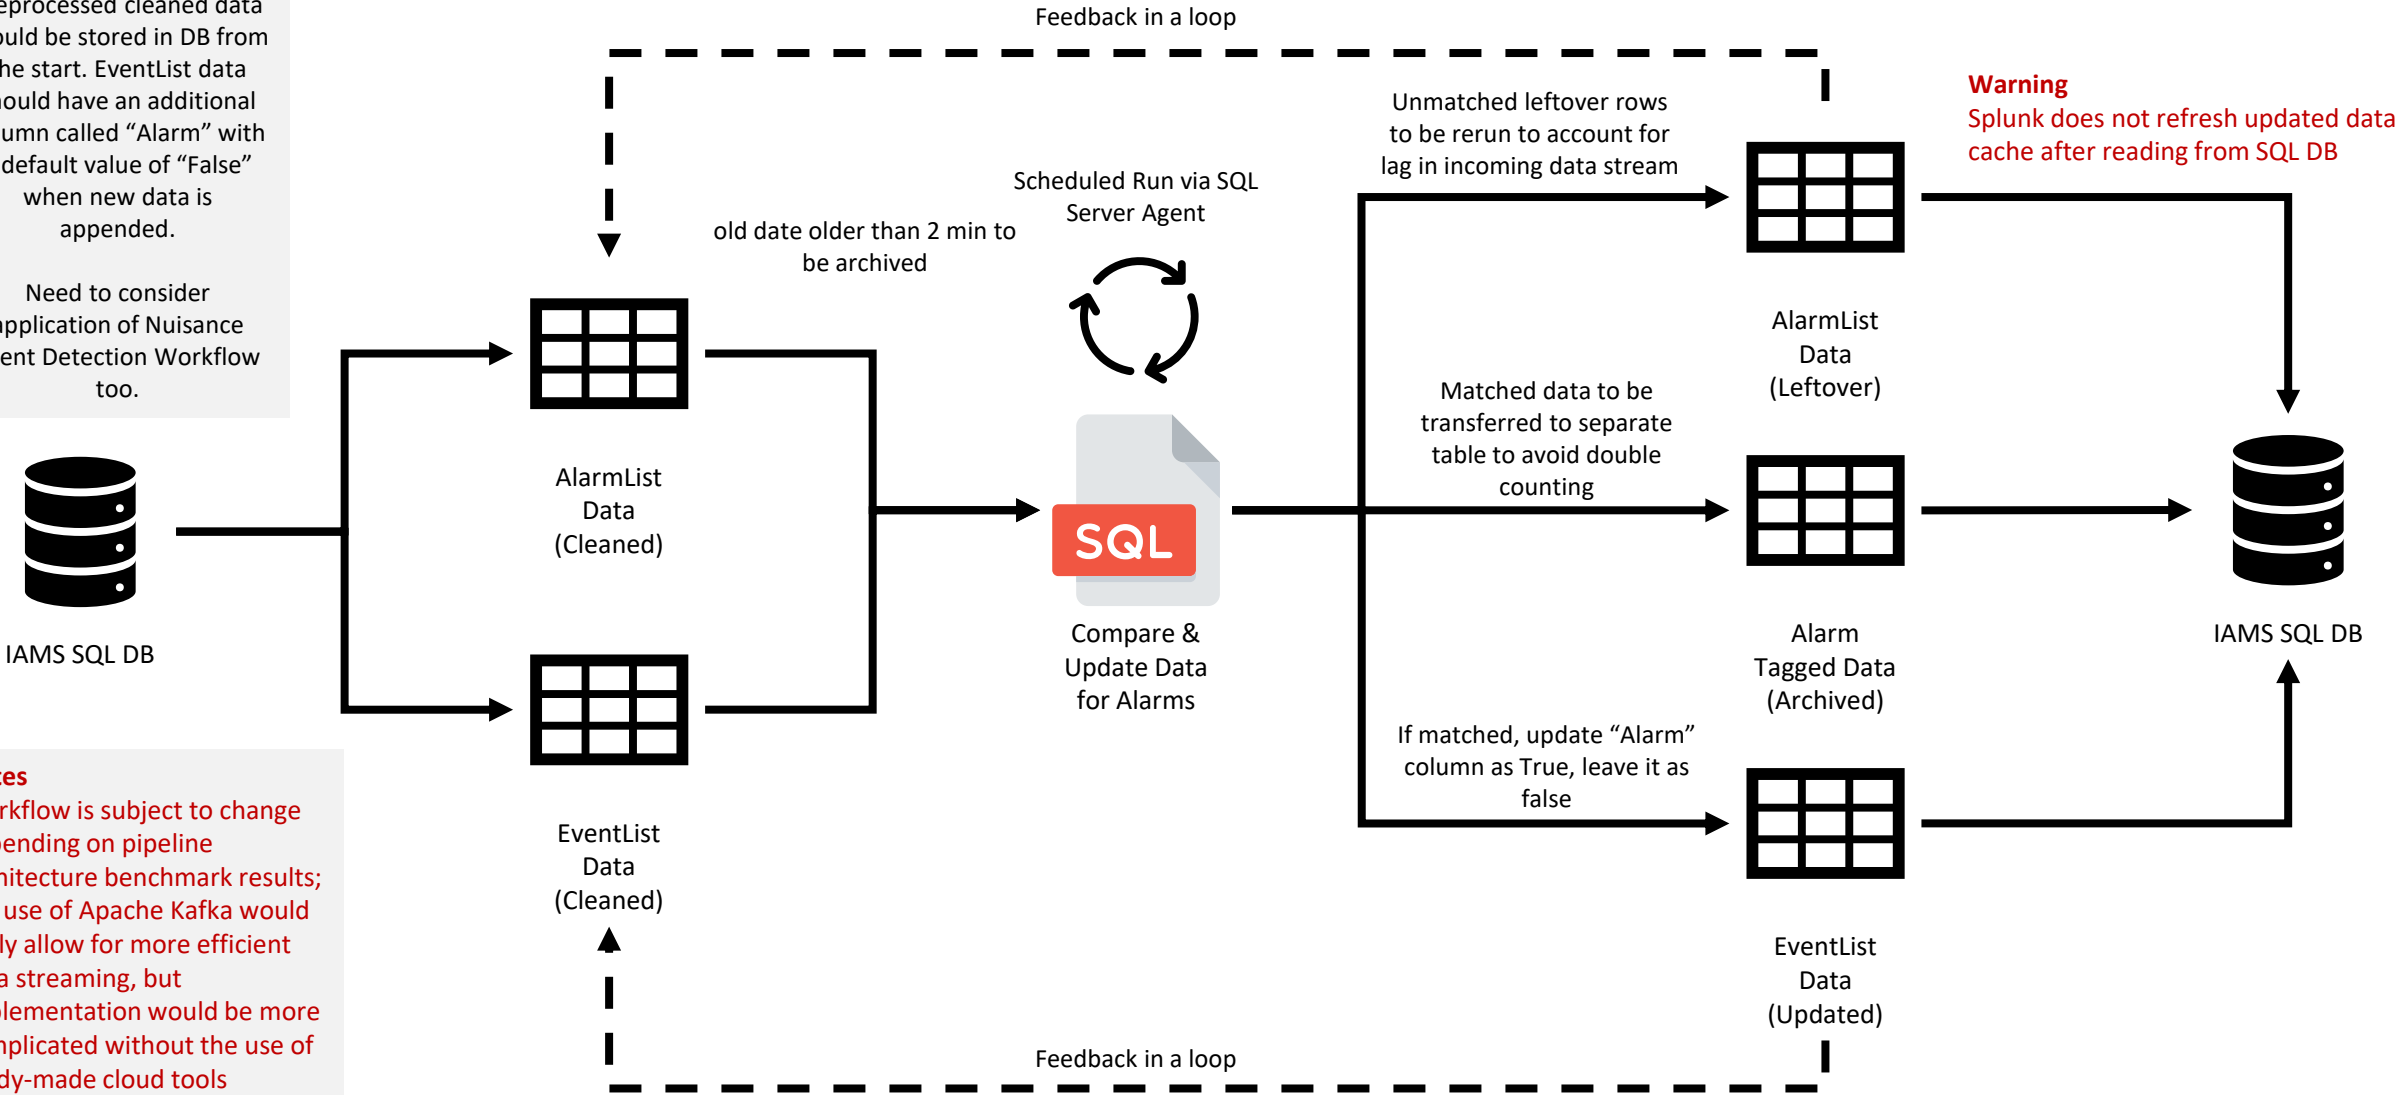 Feedback in a loop
eprocessed cleaned data
ould be stored in DB from
he start. EventList data
ould have an additional
umn called “Alarm” with
default value of “False”
when new data is
appended.
Need to consider
application of Nuisance
ent Detection Workflow
too.
Warning
Splunk does not refresh updated data
cache after reading from SQL DB
Unmatched leftover rows
to be rerun to account for
lag in incoming data stream
Scheduled Run via SQL
Server Agent
old date older than 2 min to
be archived
AlarmList
Data
(Leftover)
Matched data to be
transferred to separate
table to avoid double
counting
AlarmList
Data
(Cleaned)
SQL
Compare &
Update Data
for Alarms
IAMS SQL DB
Alarm
Tagged Data
(Archived)
IAMS SQL DB
If matched, update “Alarm”
column as True, leave it as
false
tes
rkflow is subject to change
pending on pipeline
hitecture benchmark results;
use of Apache Kafka would
ly allow for more efficient
a streaming, but
plementation would be more
mplicated without the use of
dy-made cloud tools
EventList
Data
(Cleaned)
EventList
Data
(Updated)
Feedback in a loop